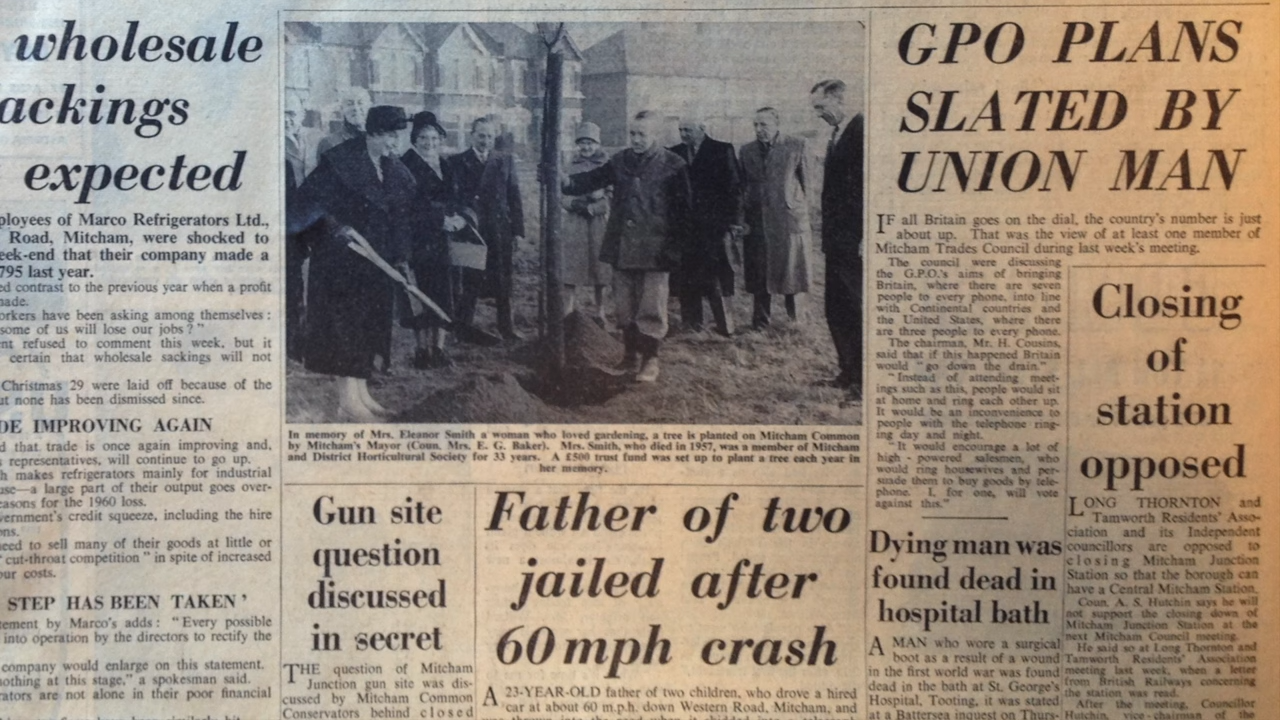 wholesale
ackings
expected
ployees of Marco Refrigerators Ltd.,
Road, Mitcham, were shocked to
eek-end that their company made a
795 last year.
ed contrast to the previous year when a profit
nade.
orkers have been asking among themselves :
some of us will lose our jobs ? "
nt refused to comment this week, but it
certain that wholesale sackings will not
Christmas 29 were laid off because of the
ut none has been dismissed since.
DE IMPROVING AGAIN
d that trade is once again improving and,
representatives, will continue to go up.
h makes refrigerators mainly for industrial
use—a large part of their output goes over-
easons for the 1960 loss.
vernment's credit squeeze, including the hire
ons.
need to sell many of their goods at little or
" cut-throat competition " in spite of increased
our costs.
STEP HAS BEEN TAKEN '
tement by Marco's adds : " Every possible
into operation by the directors to rectify the
company would enlarge on this statement.
nothing at this stage," a spokesman said.
rators are not alone in their poor financial
In memory of Mrs. Eleanor Smith a woman who loved gardening, a tree is planted on Mitcham Common
by Mitcham's Mayor (Coun. Mrs. E. G. Baker). Mrs. Smith, who died in 1957, was a member of Mitcham
and District Horticultural Society for 33 years. A £500 trust fund was set up to plant a tree each year in
her memory.
Gun site
question
discussed
in secret
THE question of Mitcham
Junction gun site was dis-
cussed by Mitcham Common
Conservators behind closed
Father of two
jailed after
60 mph crash
A 23-YEAR-OLD father of two children, who drove a hired
car at about 60 m.p.h. down Western Road, Mitcham, and
GPO PLANS
SLATED BY
UNION MAN
IF all Britain goes on the dial, the country's number is just
about up. That was the view of at least one member of
Mitcham Trades Council during last week's meeting.
The council were discussing
the G.P.O.'s aims of bringing
Britain, where there are seven
people to every phone, into line
with Continental countries and
the United States, where there
are three people to every phone.
The chairman, Mr. H. Cousins,
said that if this happened Britain
would " go down the drain."
" Instead of attending meet-
ings such as this, people would sit
at home and ring each other up.
It would be an inconvenience to
people with the telephone ring-
ing day and night.
" It would encourage a lot of
high - powered salesmen, who
would ring housewives and per-
suade them to buy goods by tele-
phone. I, for one, will vote
against this."
Dying man was
found dead in
hospital bath
A MAN who wore a surgical
boot as a result of a wound
in the first world war was found
dead in the bath at St. George's
Hospital, Tooting, it was stated
at a Battersea inquest on Thurs-
Closing
of
station
opposed
LONG THORNTON and
Tamworth Residents' Asso-
ciation and its Independent
councillors are opposed to
closing Mitcham Junction
Station so that the borough can
have a Central Mitcham Station.
Coun. A. S. Hutchin says he will
not support the closing down of
Mitcham Junction Station at the
next Mitcham Council meeting.
He said so at Long Thornton and
Tamworth Residents' Association
meeting last week, when a letter
from British Railways concerning
the station was read.
After the meeting, Councillor